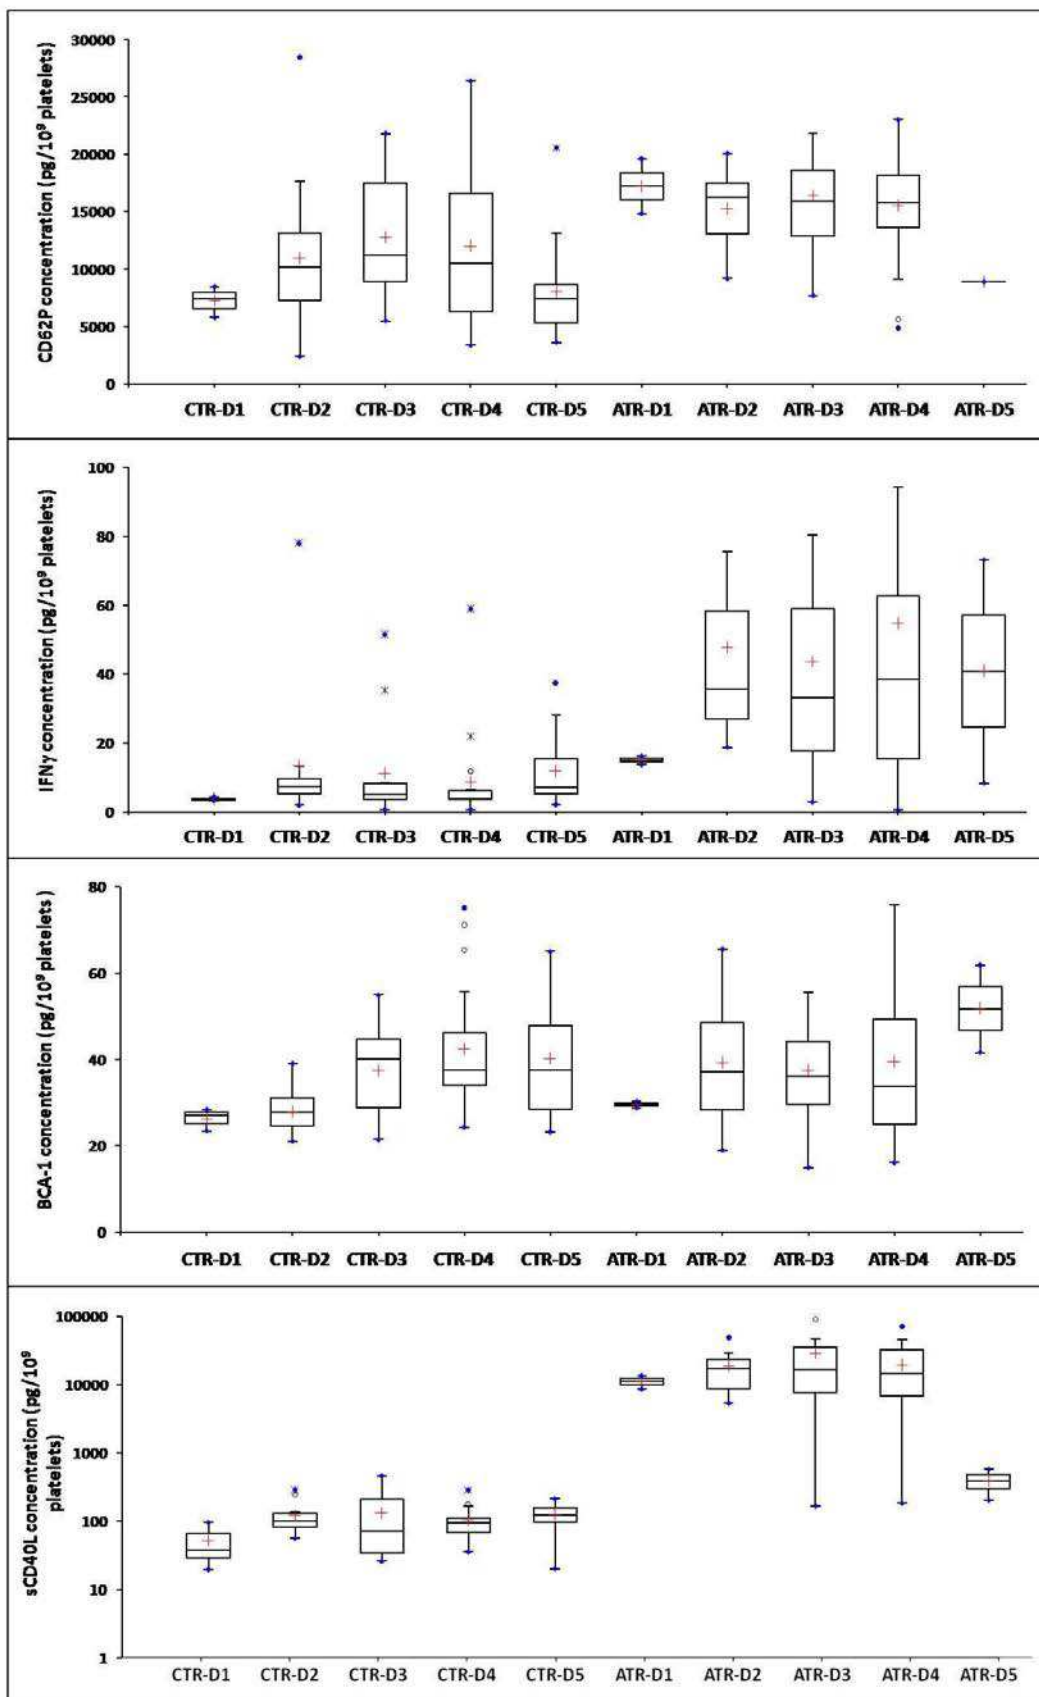 CD62P concentration (pg/10⁹ platelets)
30000
25000
20000
15000
10000
5000
0
CTR-D1 CTR-D2 CTR-D3 CTR-D4 CTR-D5 ATR-D1 ATR-D2 ATR-D3 ATR-D4 ATR-D5
IFNγ concentration (pg/10⁹ platelets)
100
80
60
40
20
0
CTR-D1 CTR-D2 CTR-D3 CTR-D4 CTR-D5 ATR-D1 ATR-D2 ATR-D3 ATR-D4 ATR-D5
BCA-1 concentration (pg/10⁹ platelets)
80
60
40
20
0
CTR-D1 CTR-D2 CTR-D3 CTR-D4 CTR-D5 ATR-D1 ATR-D2 ATR-D3 ATR-D4 ATR-D5
sCD40L concentration (pg/10⁹
platelets)
100000
10000
1000
100
10
1
CTR-D1 CTR-D2 CTR-D3 CTR-D4 CTR-D5 ATR-D1 ATR-D2 ATR-D3 ATR-D4 ATR-D5